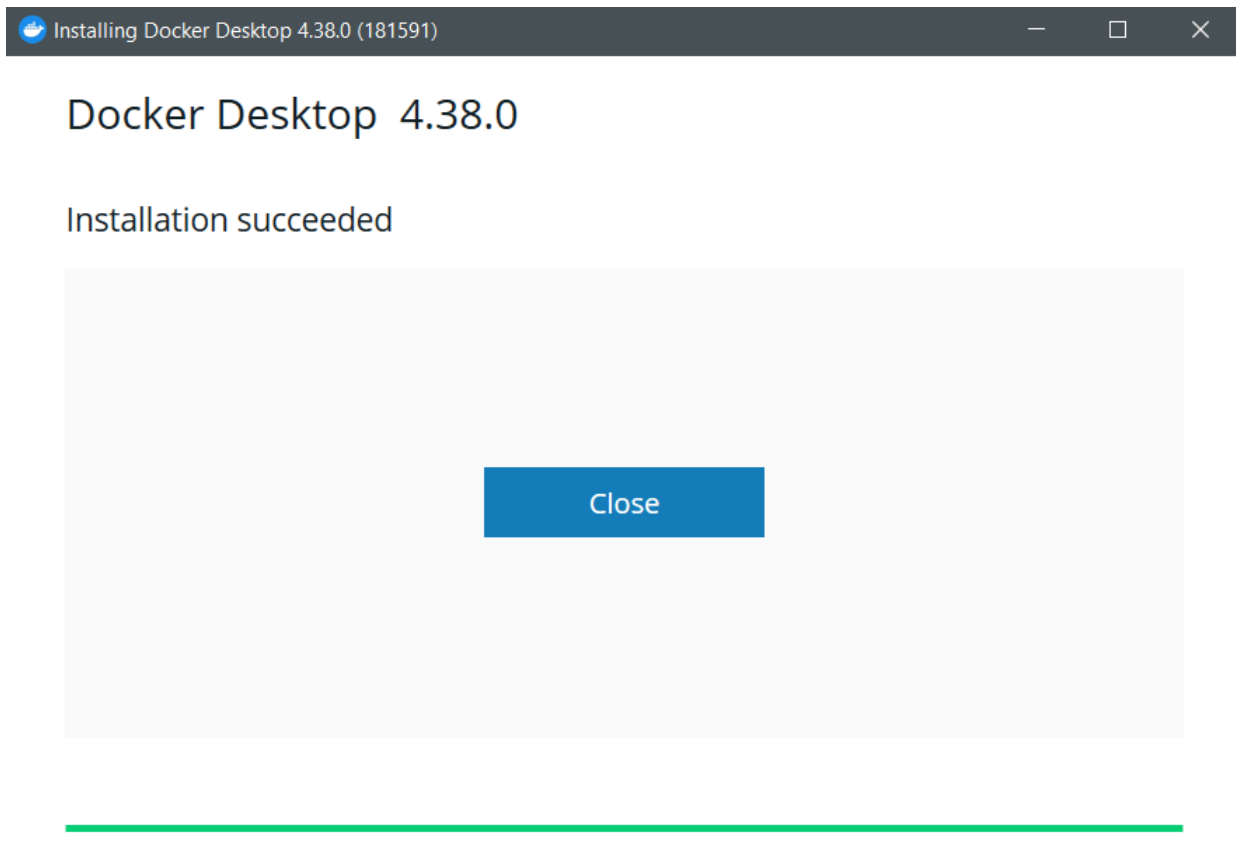 Installing Docker Desktop 4.38.0 (181591)
Docker Desktop 4.38.0
Installation succeeded
Close